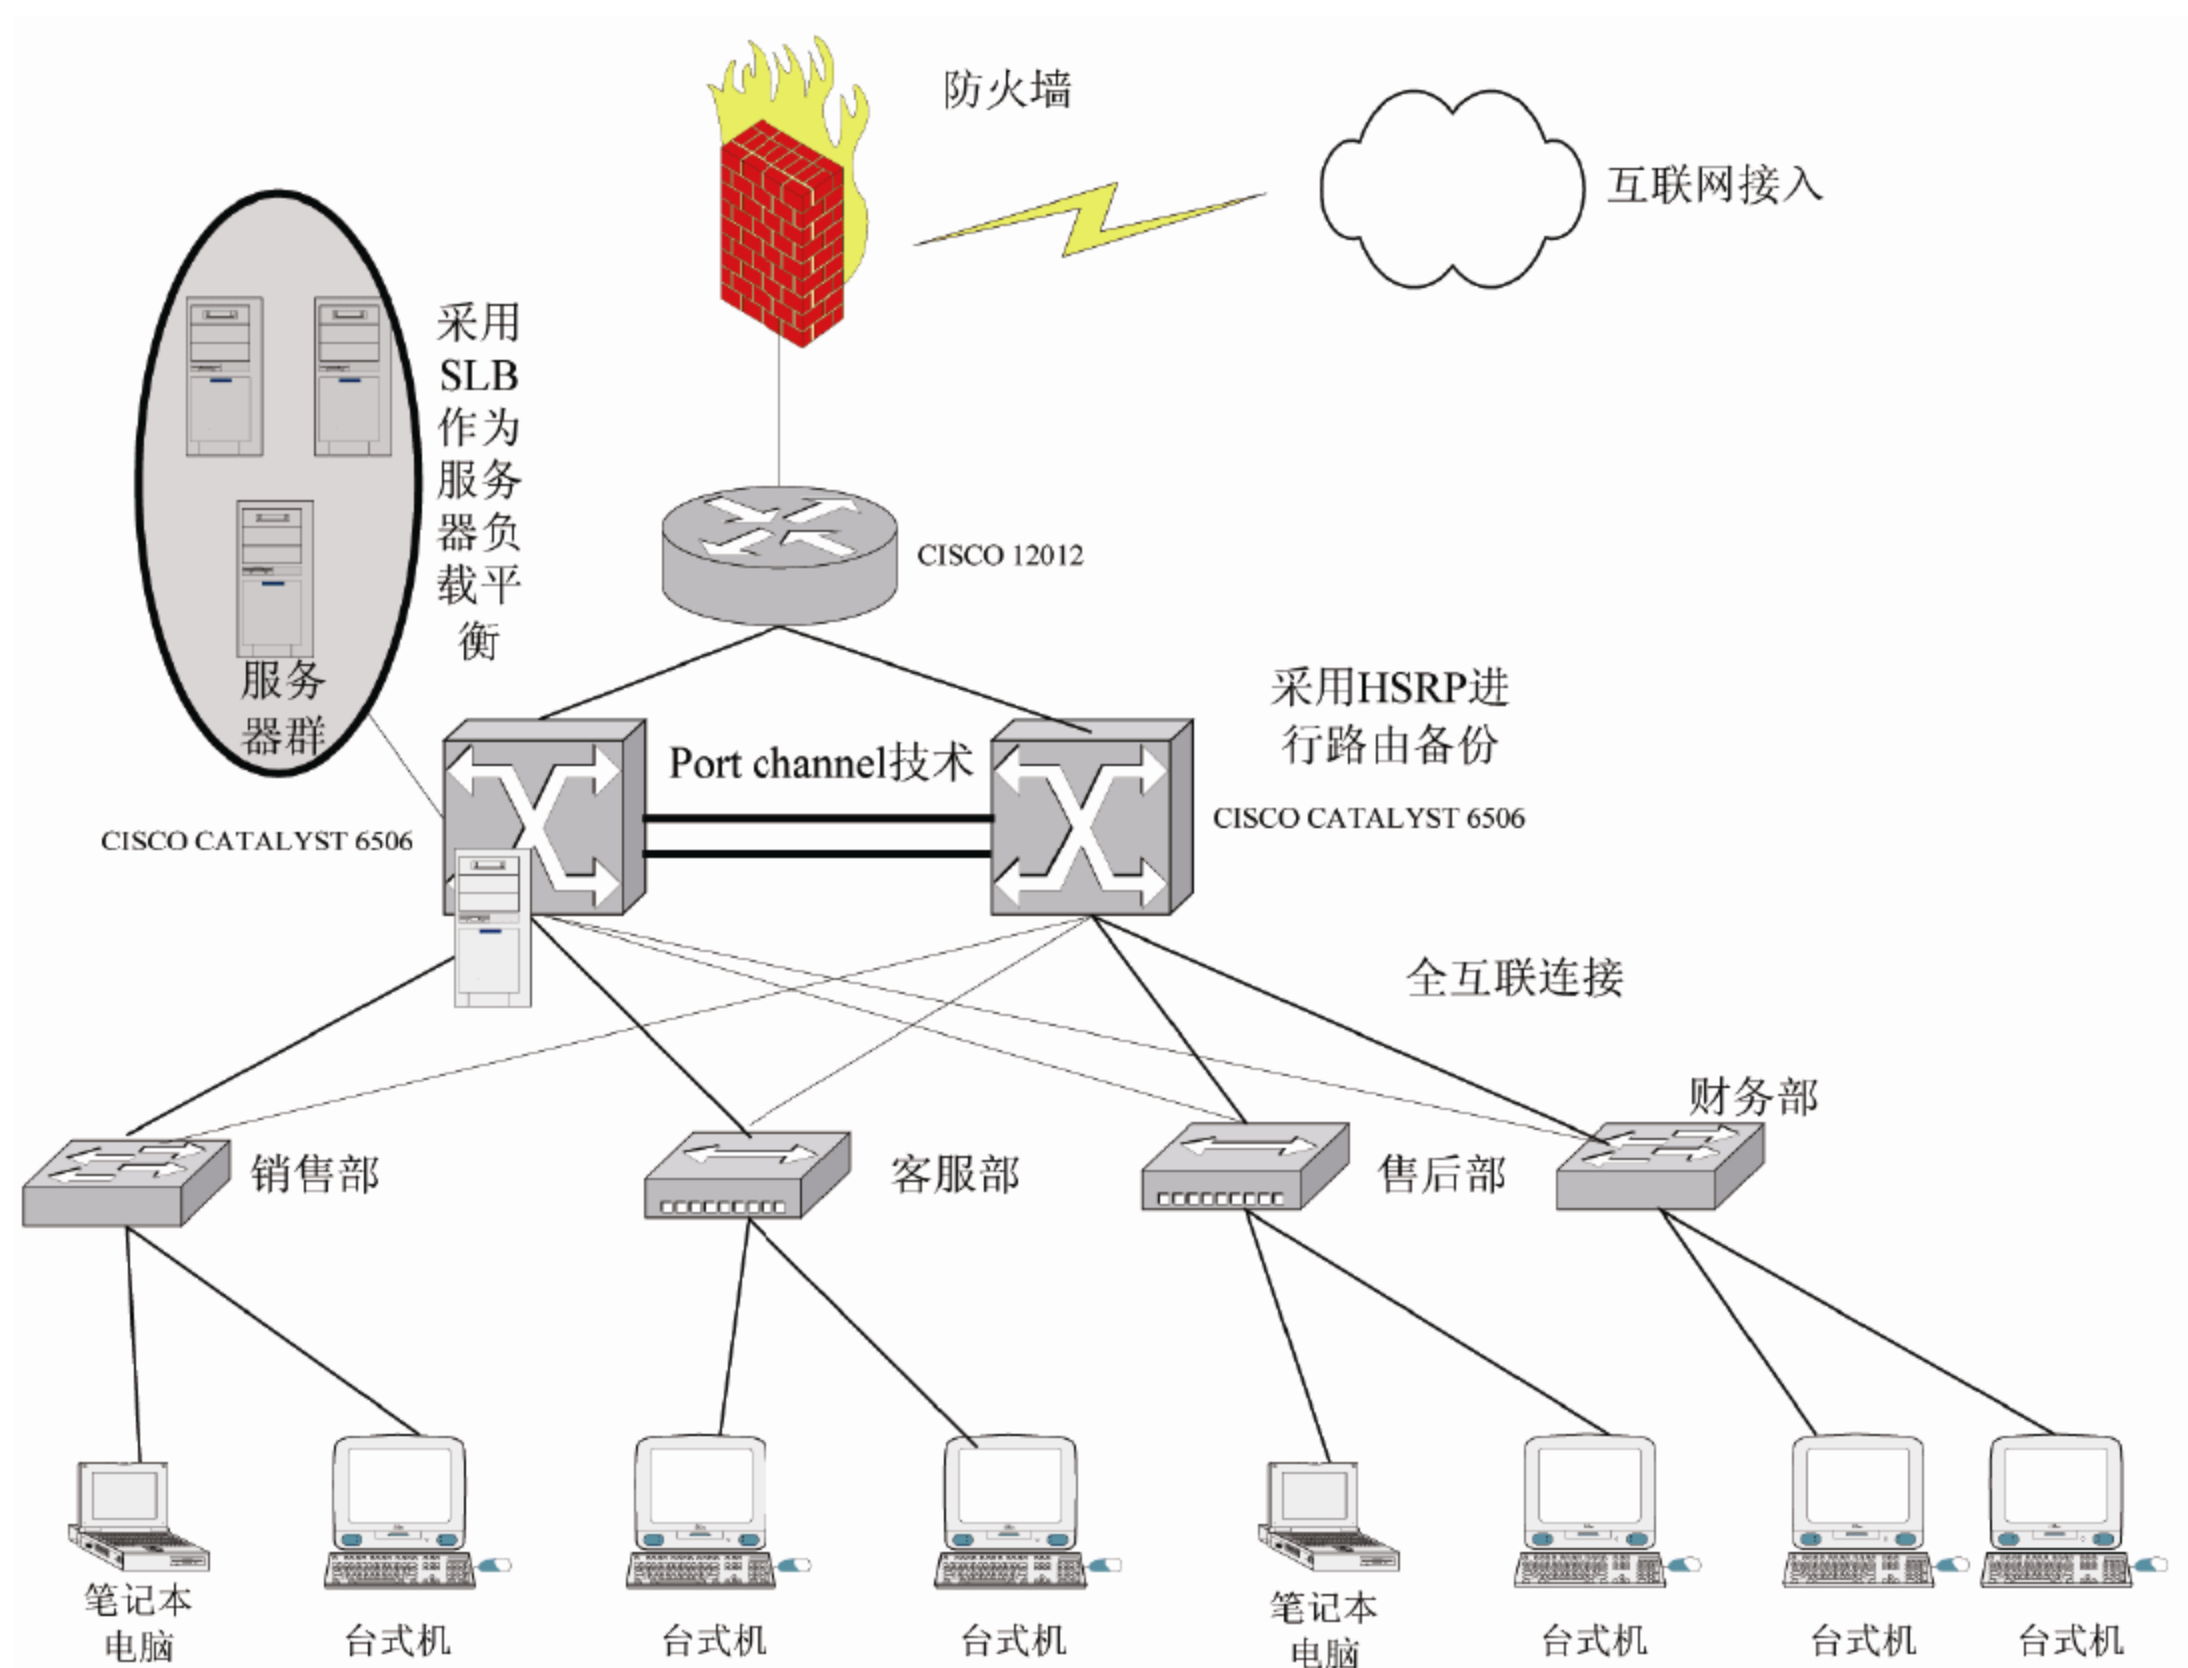 防火墙
互联网接入
采用
SLB
作为
服务
器负
载平
衡
服务
器群
CISCO 12012
采用HSRP进
行路由备份
Port channel技术
CISCO CATALYST 6506
CISCO CATALYST 6506
全互联连接
财务部
销售部
客服部
售后部
笔记本
电脑
台式机
台式机
台式机
笔记本
电脑
台式机
台式机
台式机